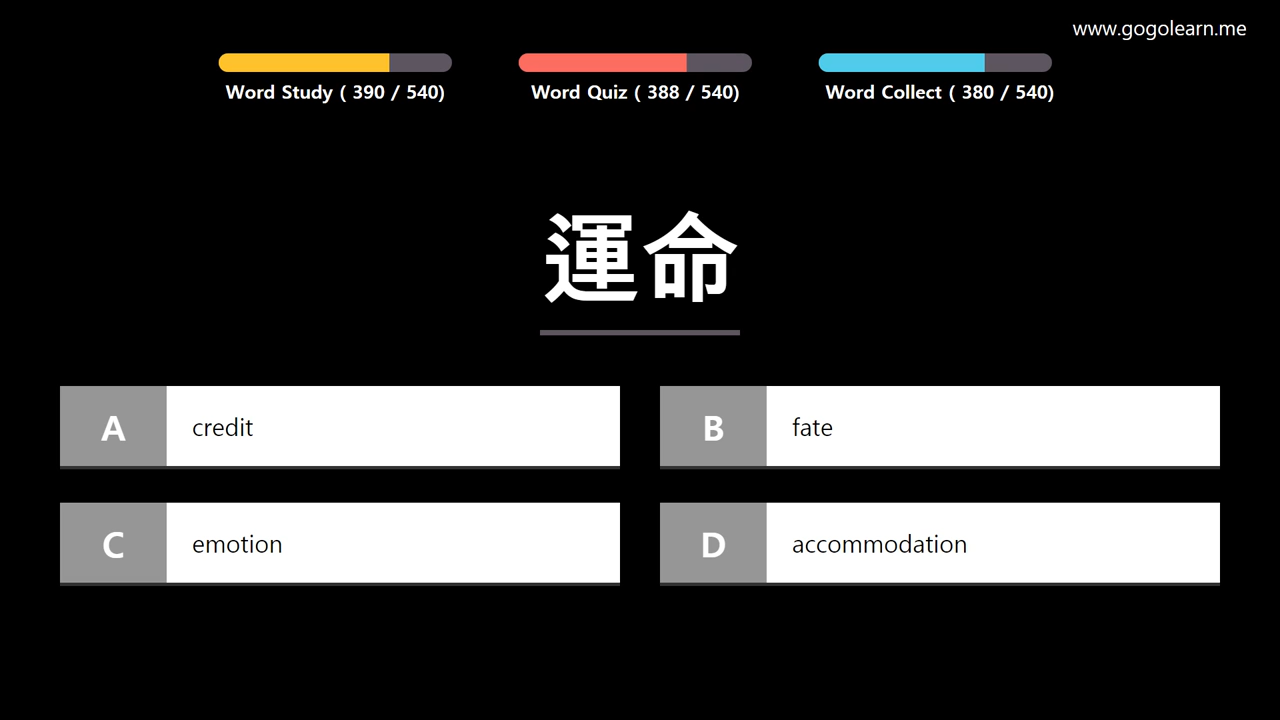 www.gogolearn.me
Word Study ( 390 / 540)
Word Quiz ( 388 / 540)
Word Collect ( 380 / 540)
運命
A credit
B fate
C emotion
D accommodation